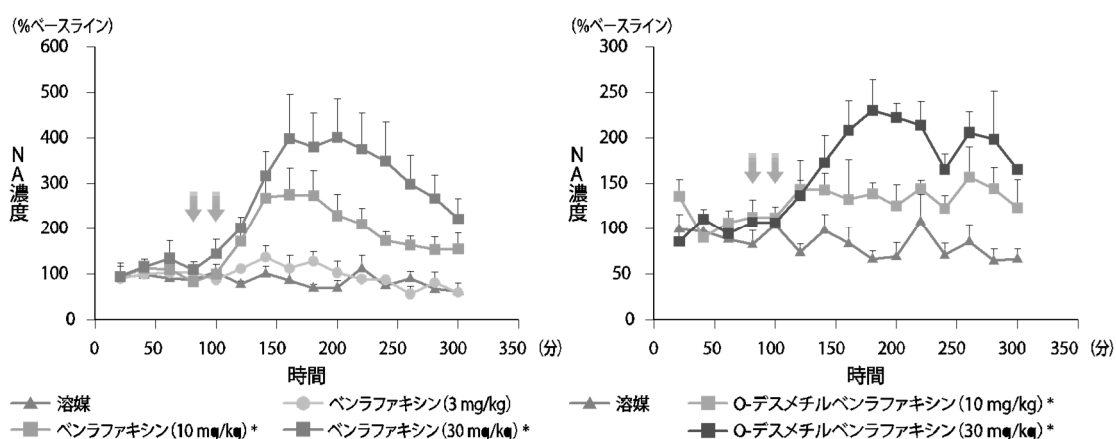 (%ベースライン)
600
500
400
300
200
100
0
NA濃度
0 50 100 150 200 250 300 350 (分)
時間
溶媒
ベンラファキシン(3 mg/kg)
ベンラファキシン(10 mg/kg) *
ベンラファキシン(30 mg/kg) *
(%ベースライン)
300
250
200
150
100
50
0
NA濃度
0 50 100 150 200 250 300 350 (分)
時間
溶媒
O-デスメチルベンラファキシン(10 mg/kg) *
O-デスメチルベンラファキシン(30 mg/kg) *